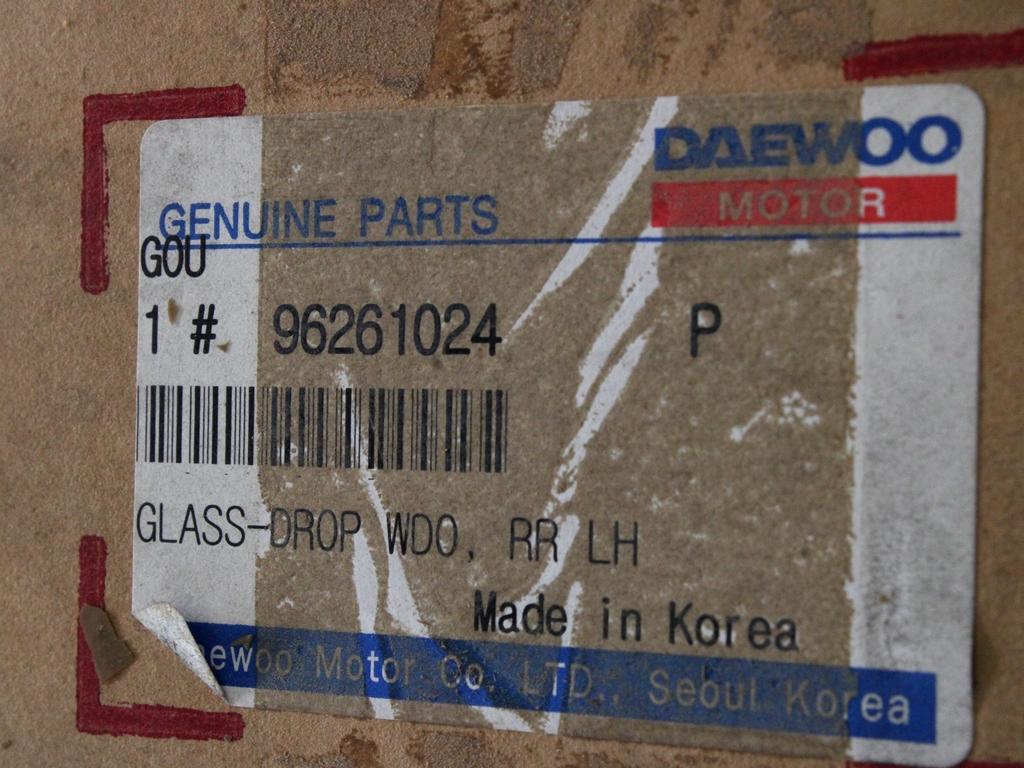 DAEWOO
MOTOR
GENUINE PARTS
GOU
1 # 96261024 P
GLASS-DROP WDO, RR LH
Made in Korea
ewoo Motor Co. LTD., Seoul Korea